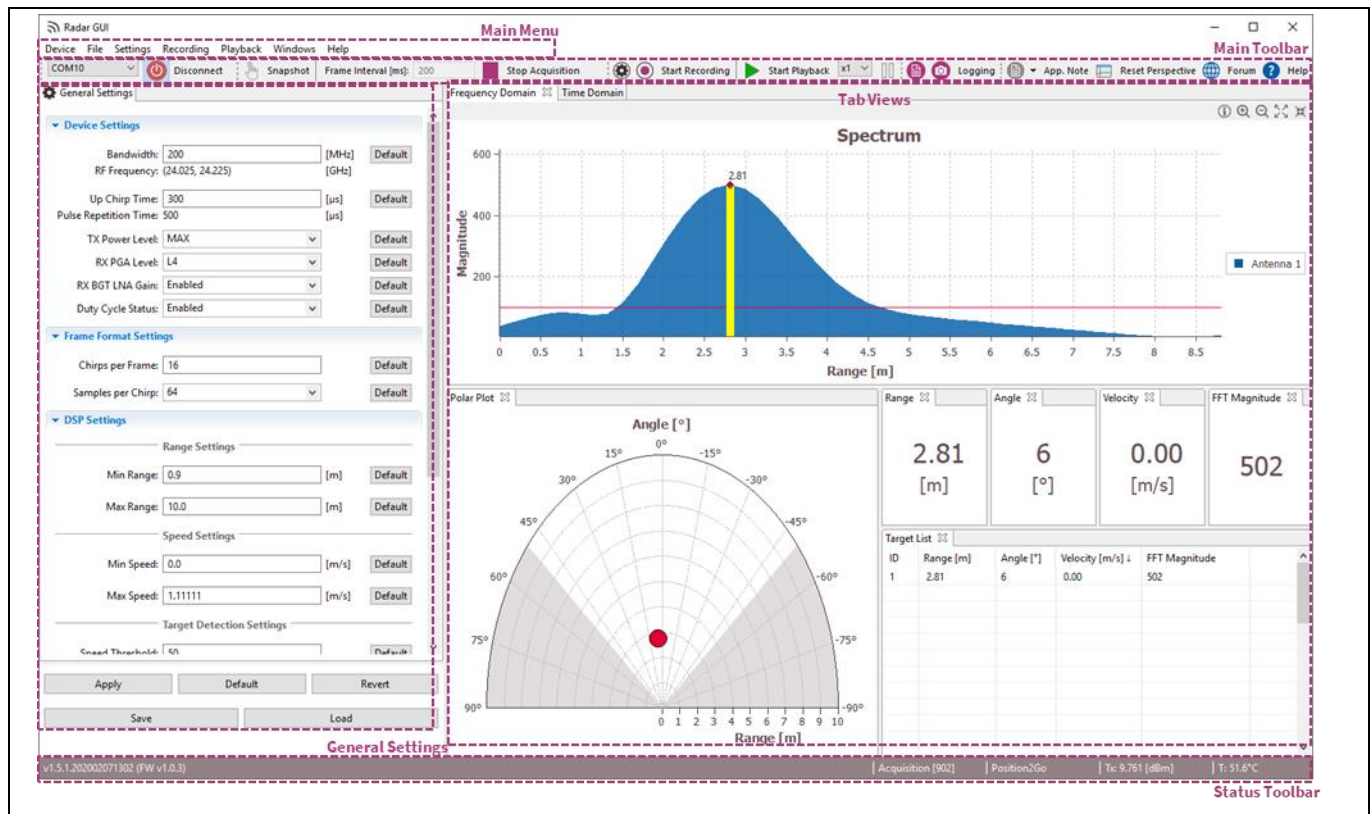 Radar GUI
Main Menu
Device File Settings Recording Playback Windows Help
Main Toolbar
COM10 Disconnect Snapshot Frame Interval [ms]: 200 Stop Acquisition Start Recording Start Playback x1 Logging App. Note Reset Perspective Forum Help
General Settings
Frequency Domain Time Domain
Tab Views
Device Settings
Bandwidth: 200 [MHz] Default
RF Frequency: (24.025, 24.225) [GHz]
Up Chirp Time: 300 [µs] Default
Pulse Repetition Time: 500 [µs]
TX Power Level: MAX Default
RX PGA Level: L4 Default
RX BGT LNA Gain: Enabled Default
Duty Cycle Status: Enabled Default
Frame Format Settings
Chirps per Frame: 16 Default
Samples per Chirp: 64 Default
DSP Settings
Range Settings
Min Range: 0.9 [m] Default
Max Range: 10.0 [m] Default
Speed Settings
Min Speed: 0.0 [m/s] Default
Max Speed: 1.11111 [m/s] Default
Target Detection Settings
Speed Threshold: 50 Default
Apply Default Revert
Save Load
General Settings
Spectrum
600
400
200
Magnitude
2.81
Antenna 1
0 0.5 1 1.5 2 2.5 3 3.5 4 4.5 5 5.5 6 6.5 7 7.5 8 8.5
Range [m]
Polar Plot
Angle [°]
0°
15° -15°
30° -30°
45° -45°
60° -60°
75° -75°
90° -90°
0 1 2 3 4 5 6 7 8 9 10
Range [m]
Range Angle Velocity FFT Magnitude
2.81 6 0.00 502
[m] [°] [m/s]
Target List
ID Range [m] Angle [°] Velocity [m/s] ↓ FFT Magnitude
1 2.81 6 0.00 502
v1.5.1.202002071302 (FW v1.0.3) Acquisition [902] Position2Go Tx: 9.761 [dBm] T: 51.6°C
Status Toolbar